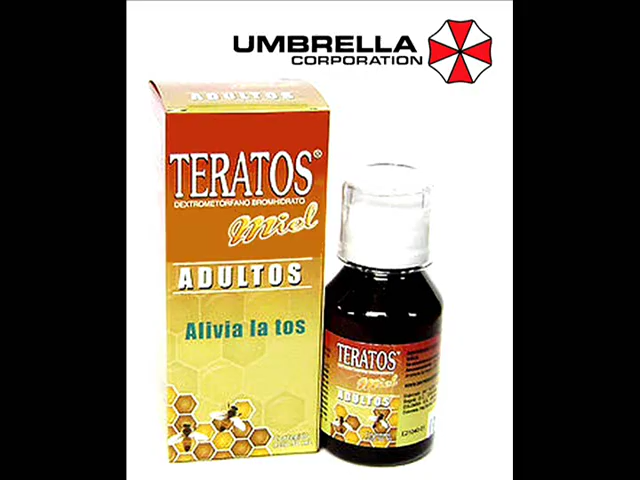 UMBRELLA
CORPORATION
ADULTOS
TERATOS®
DEXTROMETORFANO BROMHIDRATO
Miel
ADULTOS
Alivia la tos
TERATOS®
Miel
ADULTOS